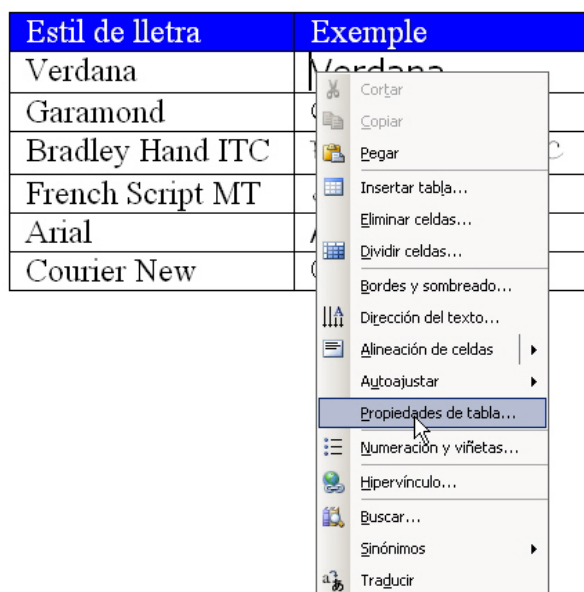 Estil de lletra Exemple
Verdana Verdana
Garamond
Bradley Hand ITC
French Script MT
Arial
Courier New
Cortar
Copiar
Pegar
Insertar tabla...
Eliminar celdas...
Dividir celdas...
Bordes y sombreado...
Dirección del texto...
Alineación de celdas
Autoajustar
Propiedades de tabla...
Numeración y viñetas...
Hipervínculo...
Buscar...
Sinónimos
Traducir